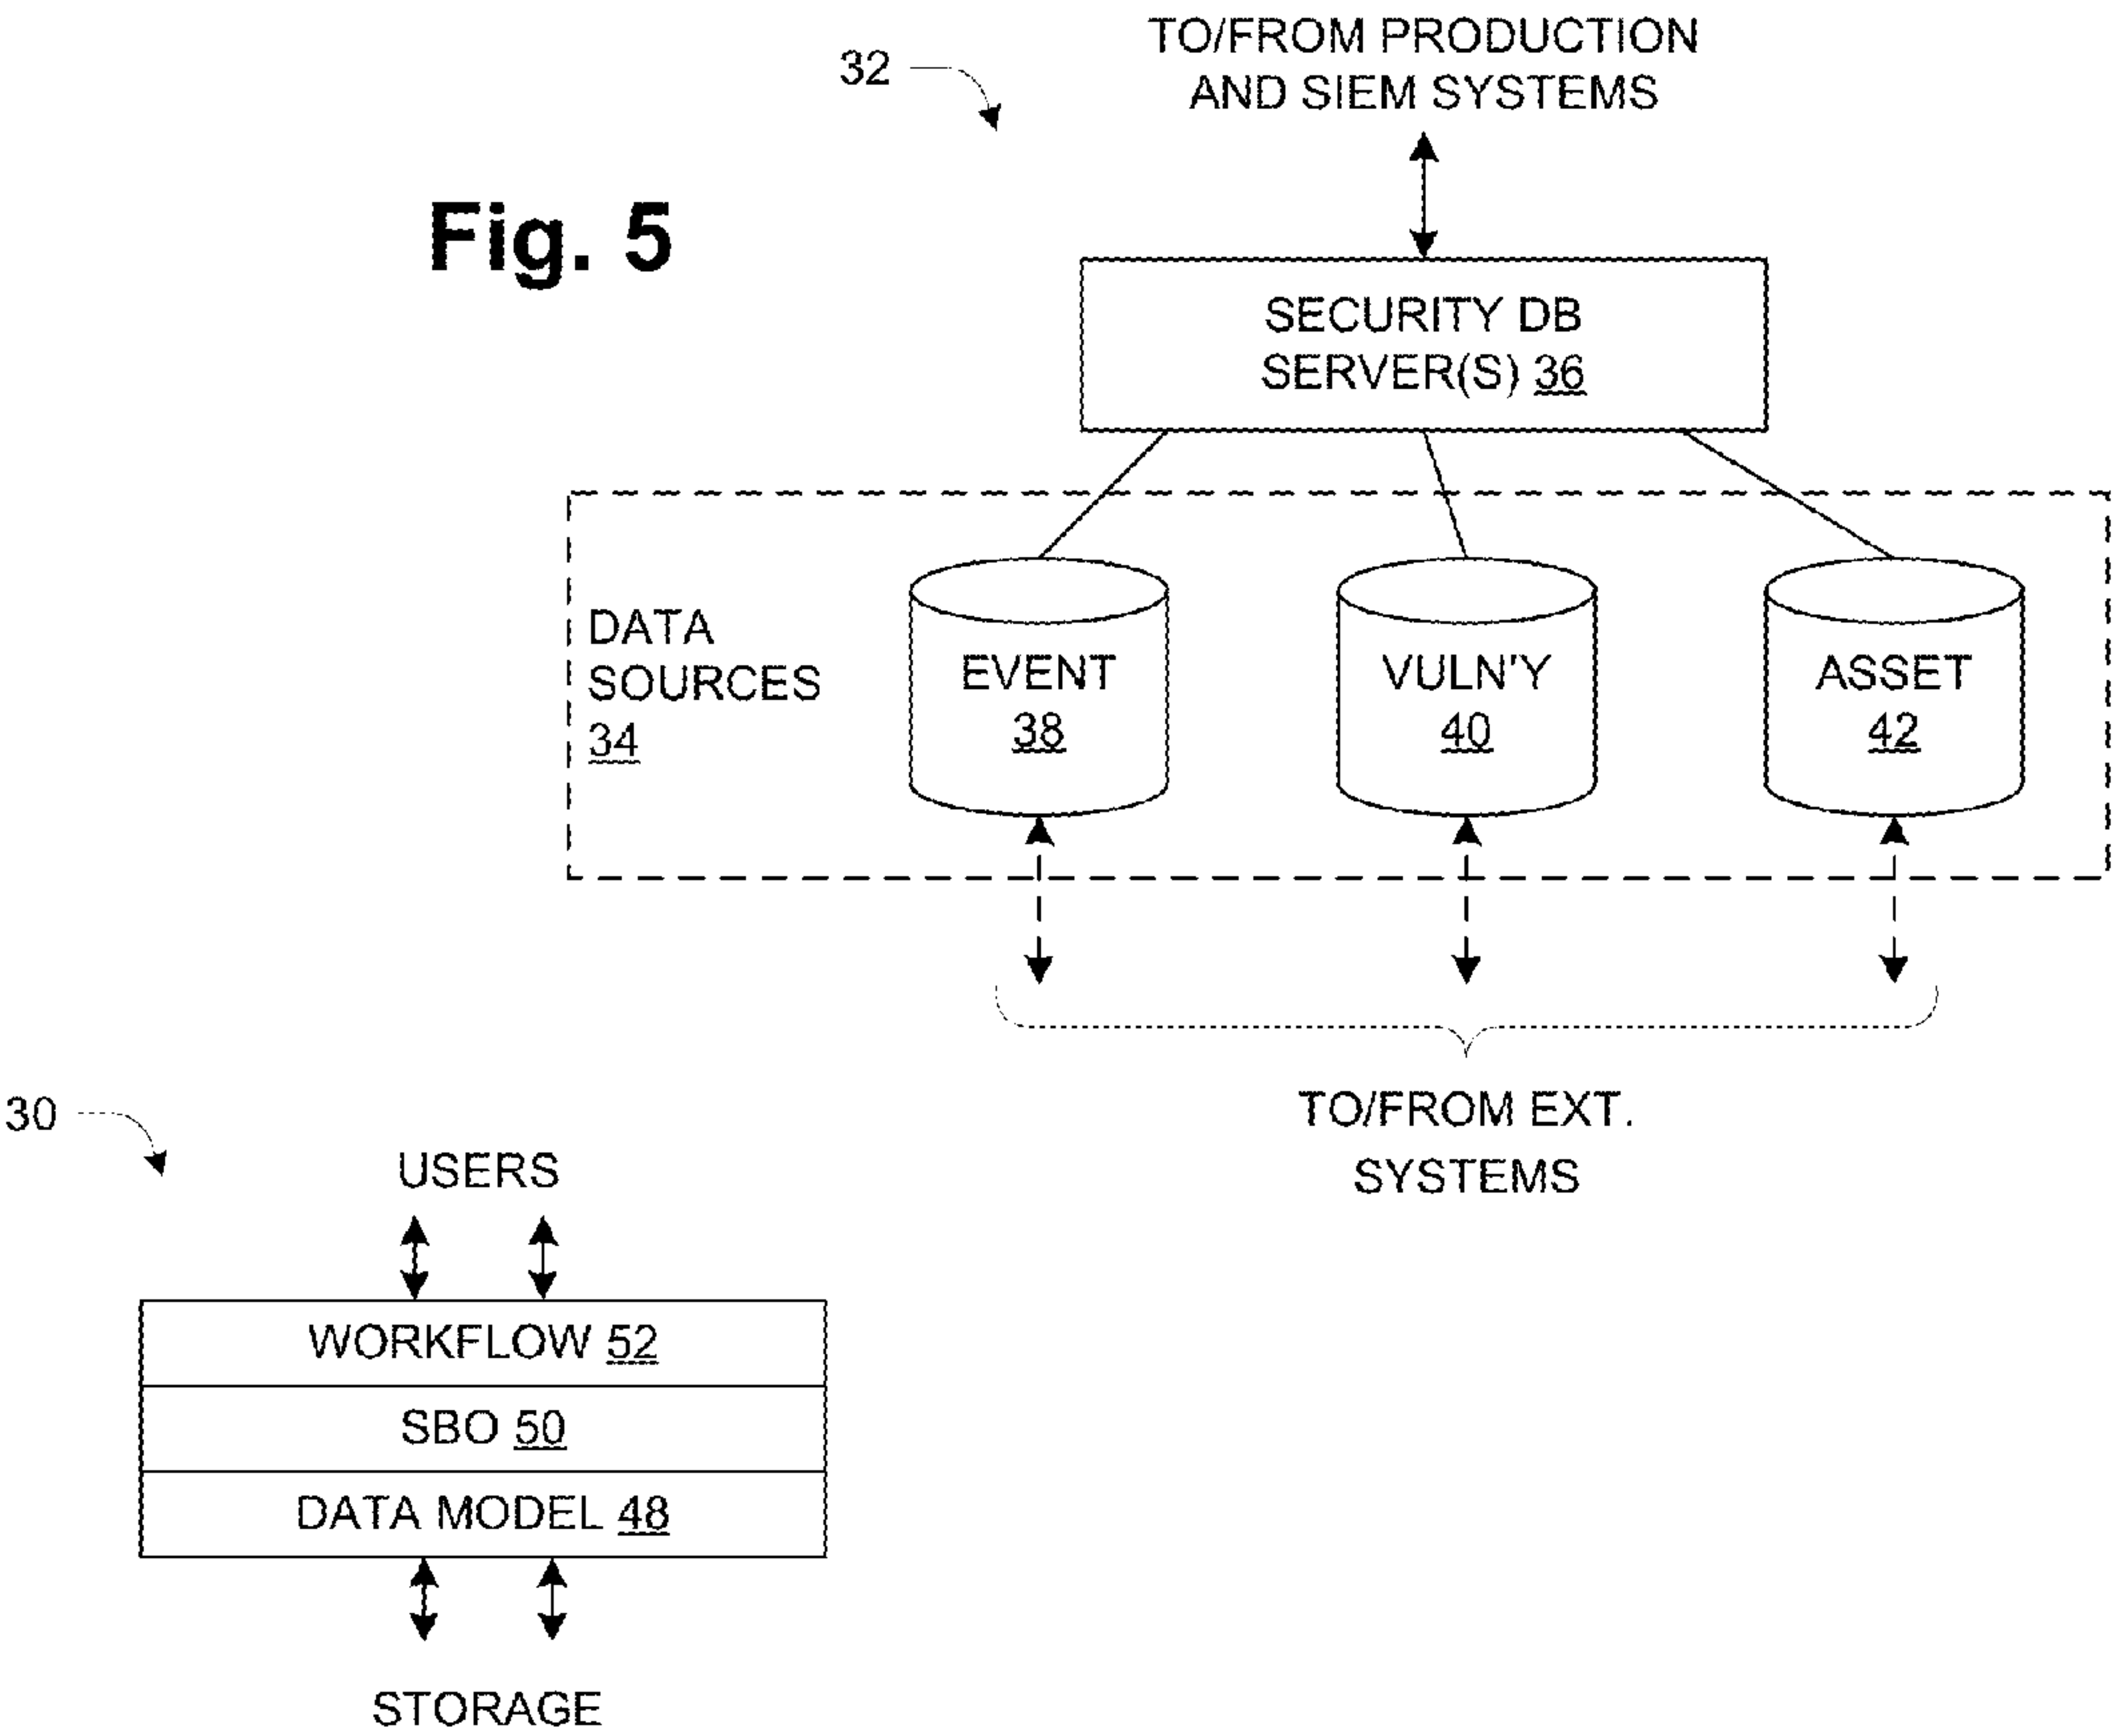 TO/FROM PRODUCTION
AND SIEM SYSTEMS
32
Fig. 5
SECURITY DB
SERVER(S) 36
DATA
SOURCES
34
EVENT
38
VULN'Y
40
ASSET
42
TO/FROM EXT.
SYSTEMS
30
USERS
WORKFLOW 52
SBO 50
DATA MODEL 48
STORAGE